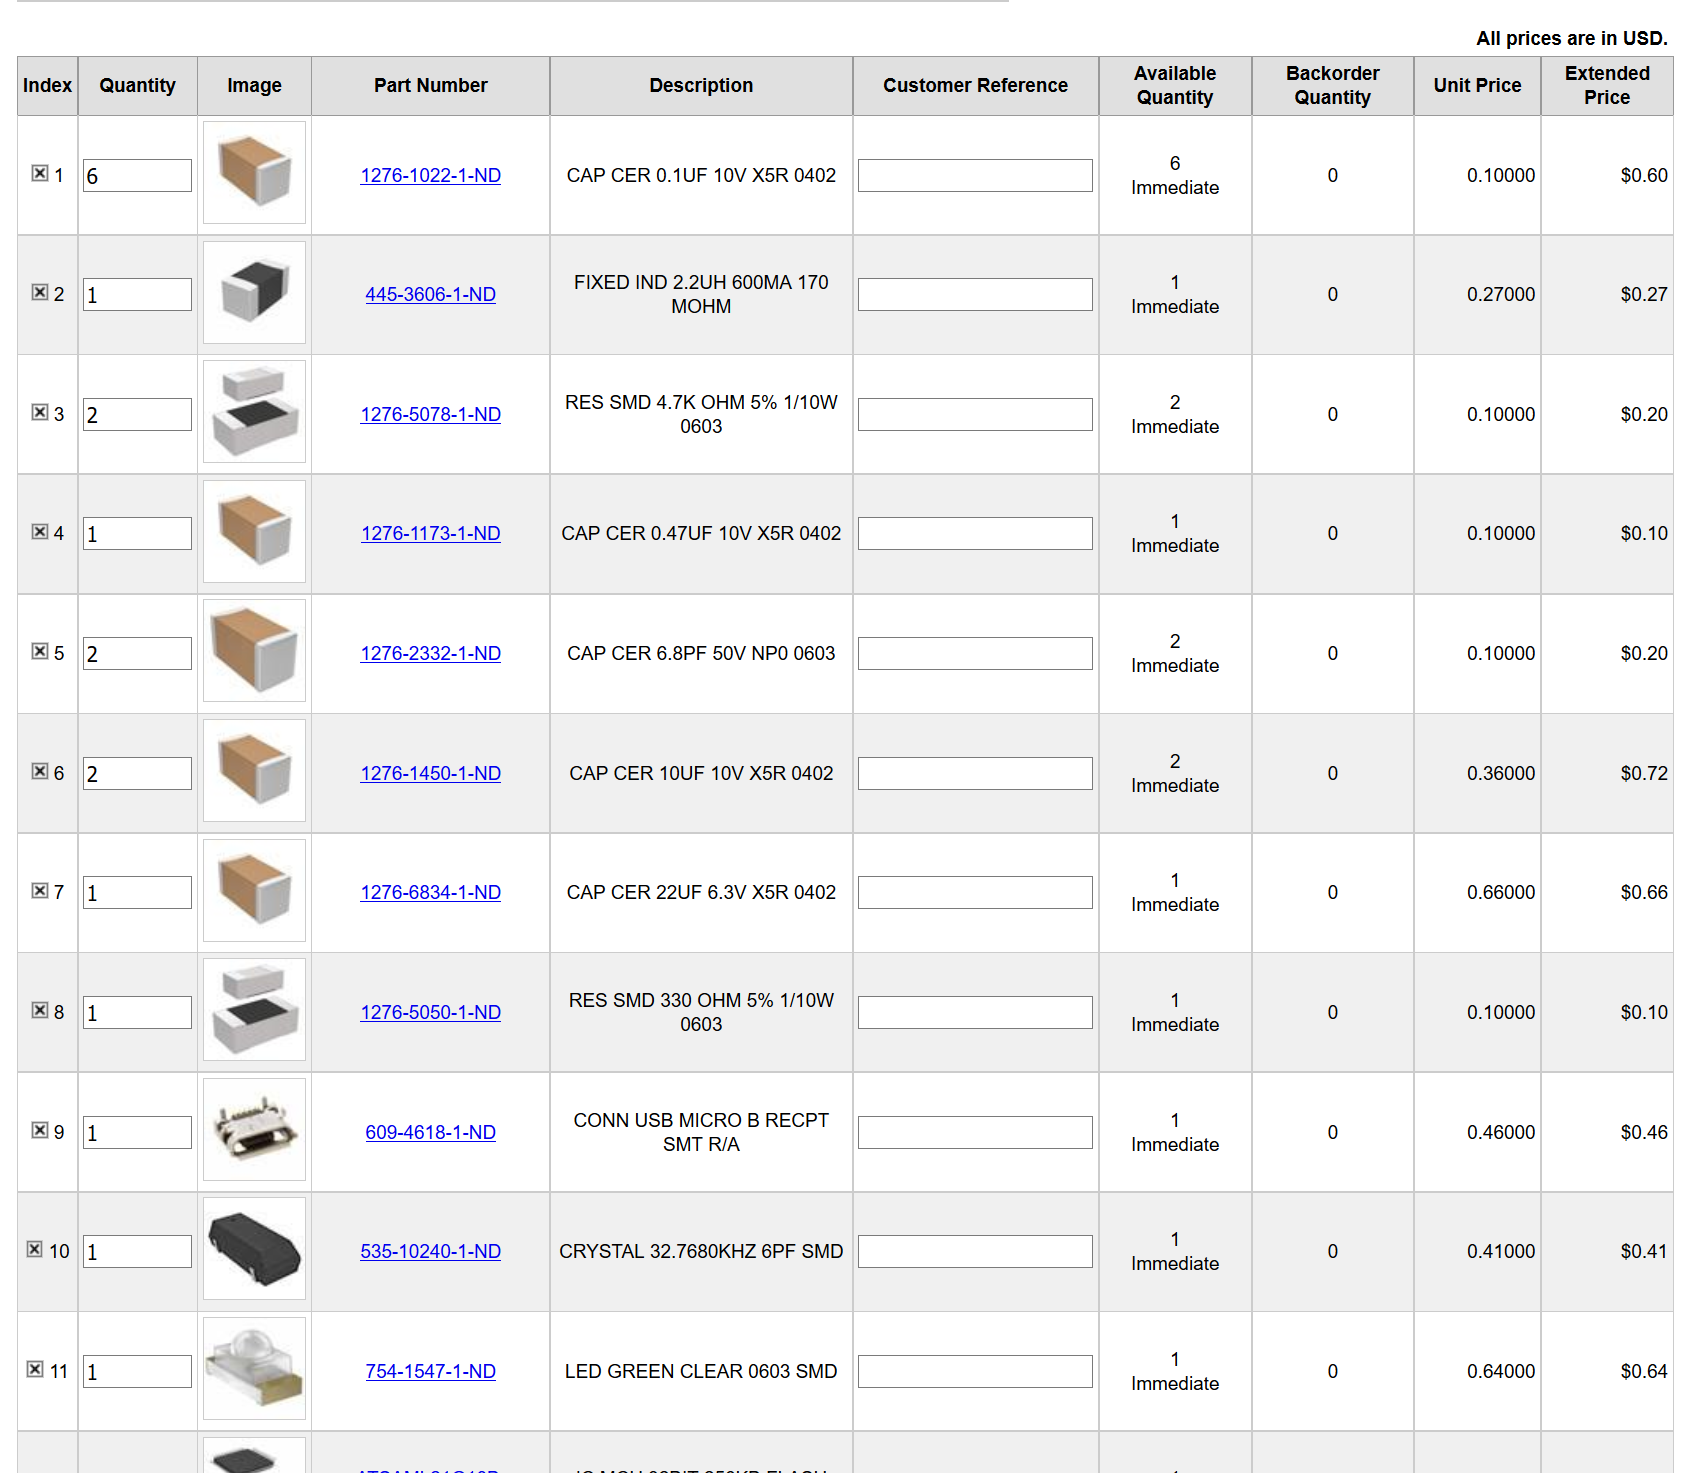 All prices are in USD.
Index Quantity Image Part Number Description Customer Reference Available Quantity Backorder Quantity Unit Price Extended Price
1 6 1276-1022-1-ND CAP CER 0.1UF 10V X5R 0402 6 Immediate 0 0.10000 $0.60
2 1 445-3606-1-ND FIXED IND 2.2UH 600MA 170 MOHM 1 Immediate 0 0.27000 $0.27
3 2 1276-5078-1-ND RES SMD 4.7K OHM 5% 1/10W 0603 2 Immediate 0 0.10000 $0.20
4 1 1276-1173-1-ND CAP CER 0.47UF 10V X5R 0402 1 Immediate 0 0.10000 $0.10
5 2 1276-2332-1-ND CAP CER 6.8PF 50V NP0 0603 2 Immediate 0 0.10000 $0.20
6 2 1276-1450-1-ND CAP CER 10UF 10V X5R 0402 2 Immediate 0 0.36000 $0.72
7 1 1276-6834-1-ND CAP CER 22UF 6.3V X5R 0402 1 Immediate 0 0.66000 $0.66
8 1 1276-5050-1-ND RES SMD 330 OHM 5% 1/10W 0603 1 Immediate 0 0.10000 $0.10
9 1 609-4618-1-ND CONN USB MICRO B RECPT SMT R/A 1 Immediate 0 0.46000 $0.46
10 1 535-10240-1-ND CRYSTAL 32.7680KHZ 6PF SMD 1 Immediate 0 0.41000 $0.41
11 1 754-1547-1-ND LED GREEN CLEAR 0603 SMD 1 Immediate 0 0.64000 $0.64